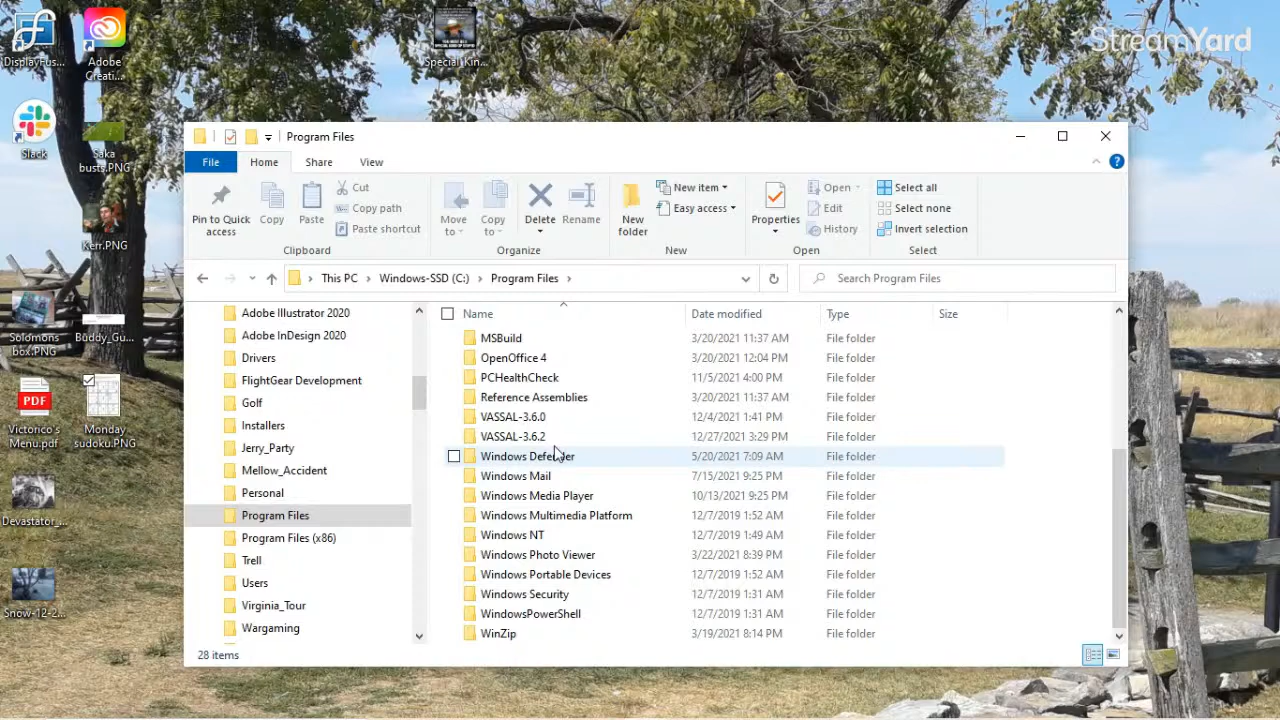 StreamYard
DisplayFus...
Adobe
Creati...
Special_Kin...
Slack
Saka
busts.PNG
Kerr.PNG
Solomons
box.PNG
Buddy_Gu...
PDF
Victorico's
Menu.pdf
Monday
sudoku.PNG
Devastator_...
Snow-12-2...
Program Files
File
Home
Share
View
Pin to Quick
access
Copy
Paste
Cut
Copy path
Paste shortcut
Clipboard
Move
to
Copy
to
Delete
Rename
Organize
New
folder
New item
Easy access
New
Properties
Open
Edit
History
Open
Select all
Select none
Invert selection
Select
This PC > Windows-SSD (C:) > Program Files >
Search Program Files
Adobe Illustrator 2020
Adobe InDesign 2020
Drivers
FlightGear Development
Golf
Installers
Jerry_Party
Mellow_Accident
Personal
Program Files
Program Files (x86)
Trell
Users
Virginia_Tour
Wargaming
Name Date modified Type Size
MSBuild 3/20/2021 11:37 AM File folder
OpenOffice 4 3/20/2021 12:04 PM File folder
PCHealthCheck 11/5/2021 4:00 PM File folder
Reference Assemblies 3/20/2021 11:37 AM File folder
VASSAL-3.6.0 12/4/2021 1:41 PM File folder
VASSAL-3.6.2 12/27/2021 3:29 PM File folder
Windows Defender 5/20/2021 7:09 AM File folder
Windows Mail 7/15/2021 9:25 PM File folder
Windows Media Player 10/13/2021 9:25 PM File folder
Windows Multimedia Platform 12/7/2019 1:52 AM File folder
Windows NT 12/7/2019 1:49 AM File folder
Windows Photo Viewer 3/22/2021 8:39 PM File folder
Windows Portable Devices 12/7/2019 1:52 AM File folder
Windows Security 12/7/2019 1:31 AM File folder
WindowsPowerShell 12/7/2019 1:31 AM File folder
WinZip 3/19/2021 8:14 PM File folder
28 items